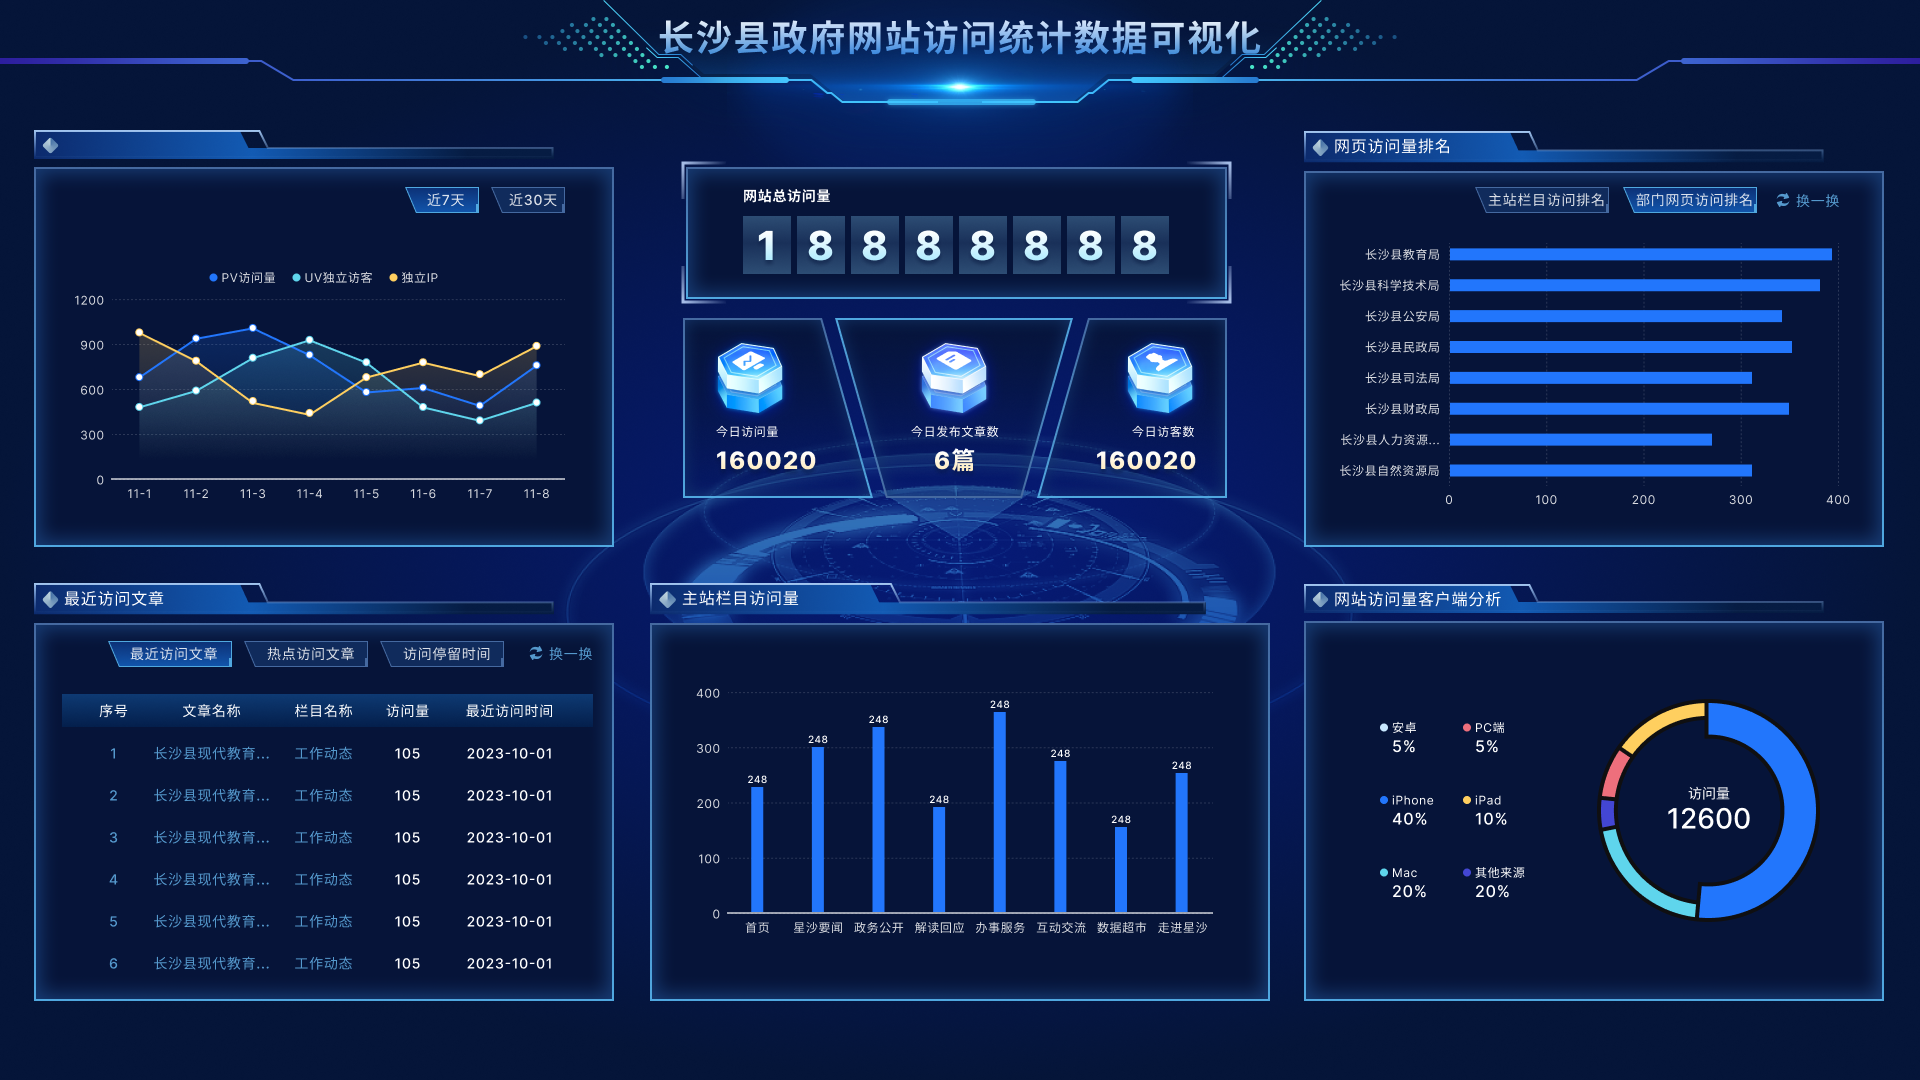 长沙县政府网站访问统计数据可视化
近7天
近30天
PV访问量
UV独立访客
独立IP
1200
900
600
300
0
11-1
11-2
11-3
11-4
11-5
11-6
11-7
11-8
网站总访问量
1 8 8 8 8 8 8 8
今日访问量
160020
今日发布文章数
6篇
今日访客数
160020
网页访问量排名
主站栏目访问排名
部门网页访问排名
换一换
长沙县教育局
长沙县科学技术局
长沙县公安局
长沙县民政局
长沙县司法局
长沙县财政局
长沙县人力资源...
长沙县自然资源局
0
100
200
300
400
最近访问文章
最近访问文章
热点访问文章
访问停留时间
换一换
序号 文章名称 栏目名称 访问量 最近访问时间
1 长沙县现代教育... 工作动态 105 2023-10-01
2 长沙县现代教育... 工作动态 105 2023-10-01
3 长沙县现代教育... 工作动态 105 2023-10-01
4 长沙县现代教育... 工作动态 105 2023-10-01
5 长沙县现代教育... 工作动态 105 2023-10-01
6 长沙县现代教育... 工作动态 105 2023-10-01
主站栏目访问量
400
300
200
100
0
248
248
248
248
248
248
248
248
首页
星沙要闻
政务公开
解读回应
办事服务
互动交流
数据超市
走进星沙
网站访问量客户端分析
安卓
5%
PC端
5%
iPhone
40%
iPad
10%
Mac
20%
其他来源
20%
访问量
12600